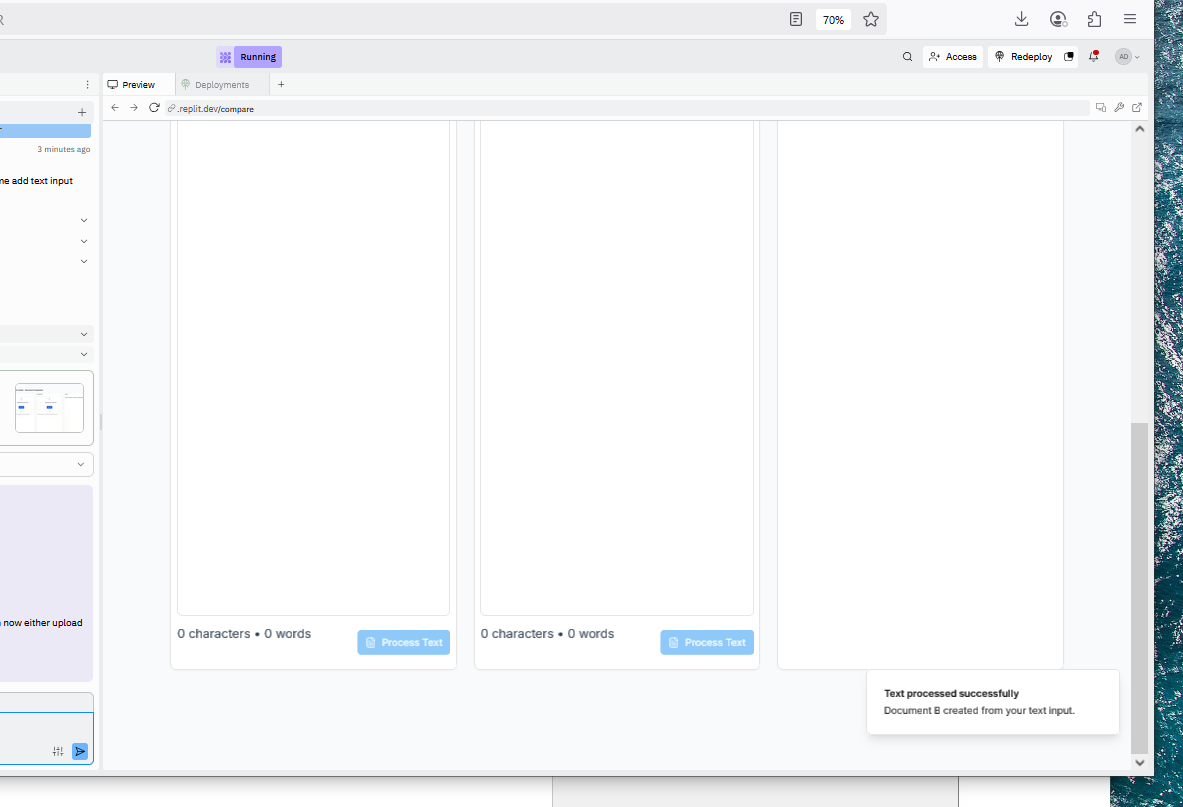 70%
Running
Access
Redeploy
AD
Preview
Deployments
.replit.dev/compare
3 minutes ago
me add text input
now either upload
0 characters • 0 words
Process Text
0 characters • 0 words
Process Text
Text processed successfully
Document B created from your text input.